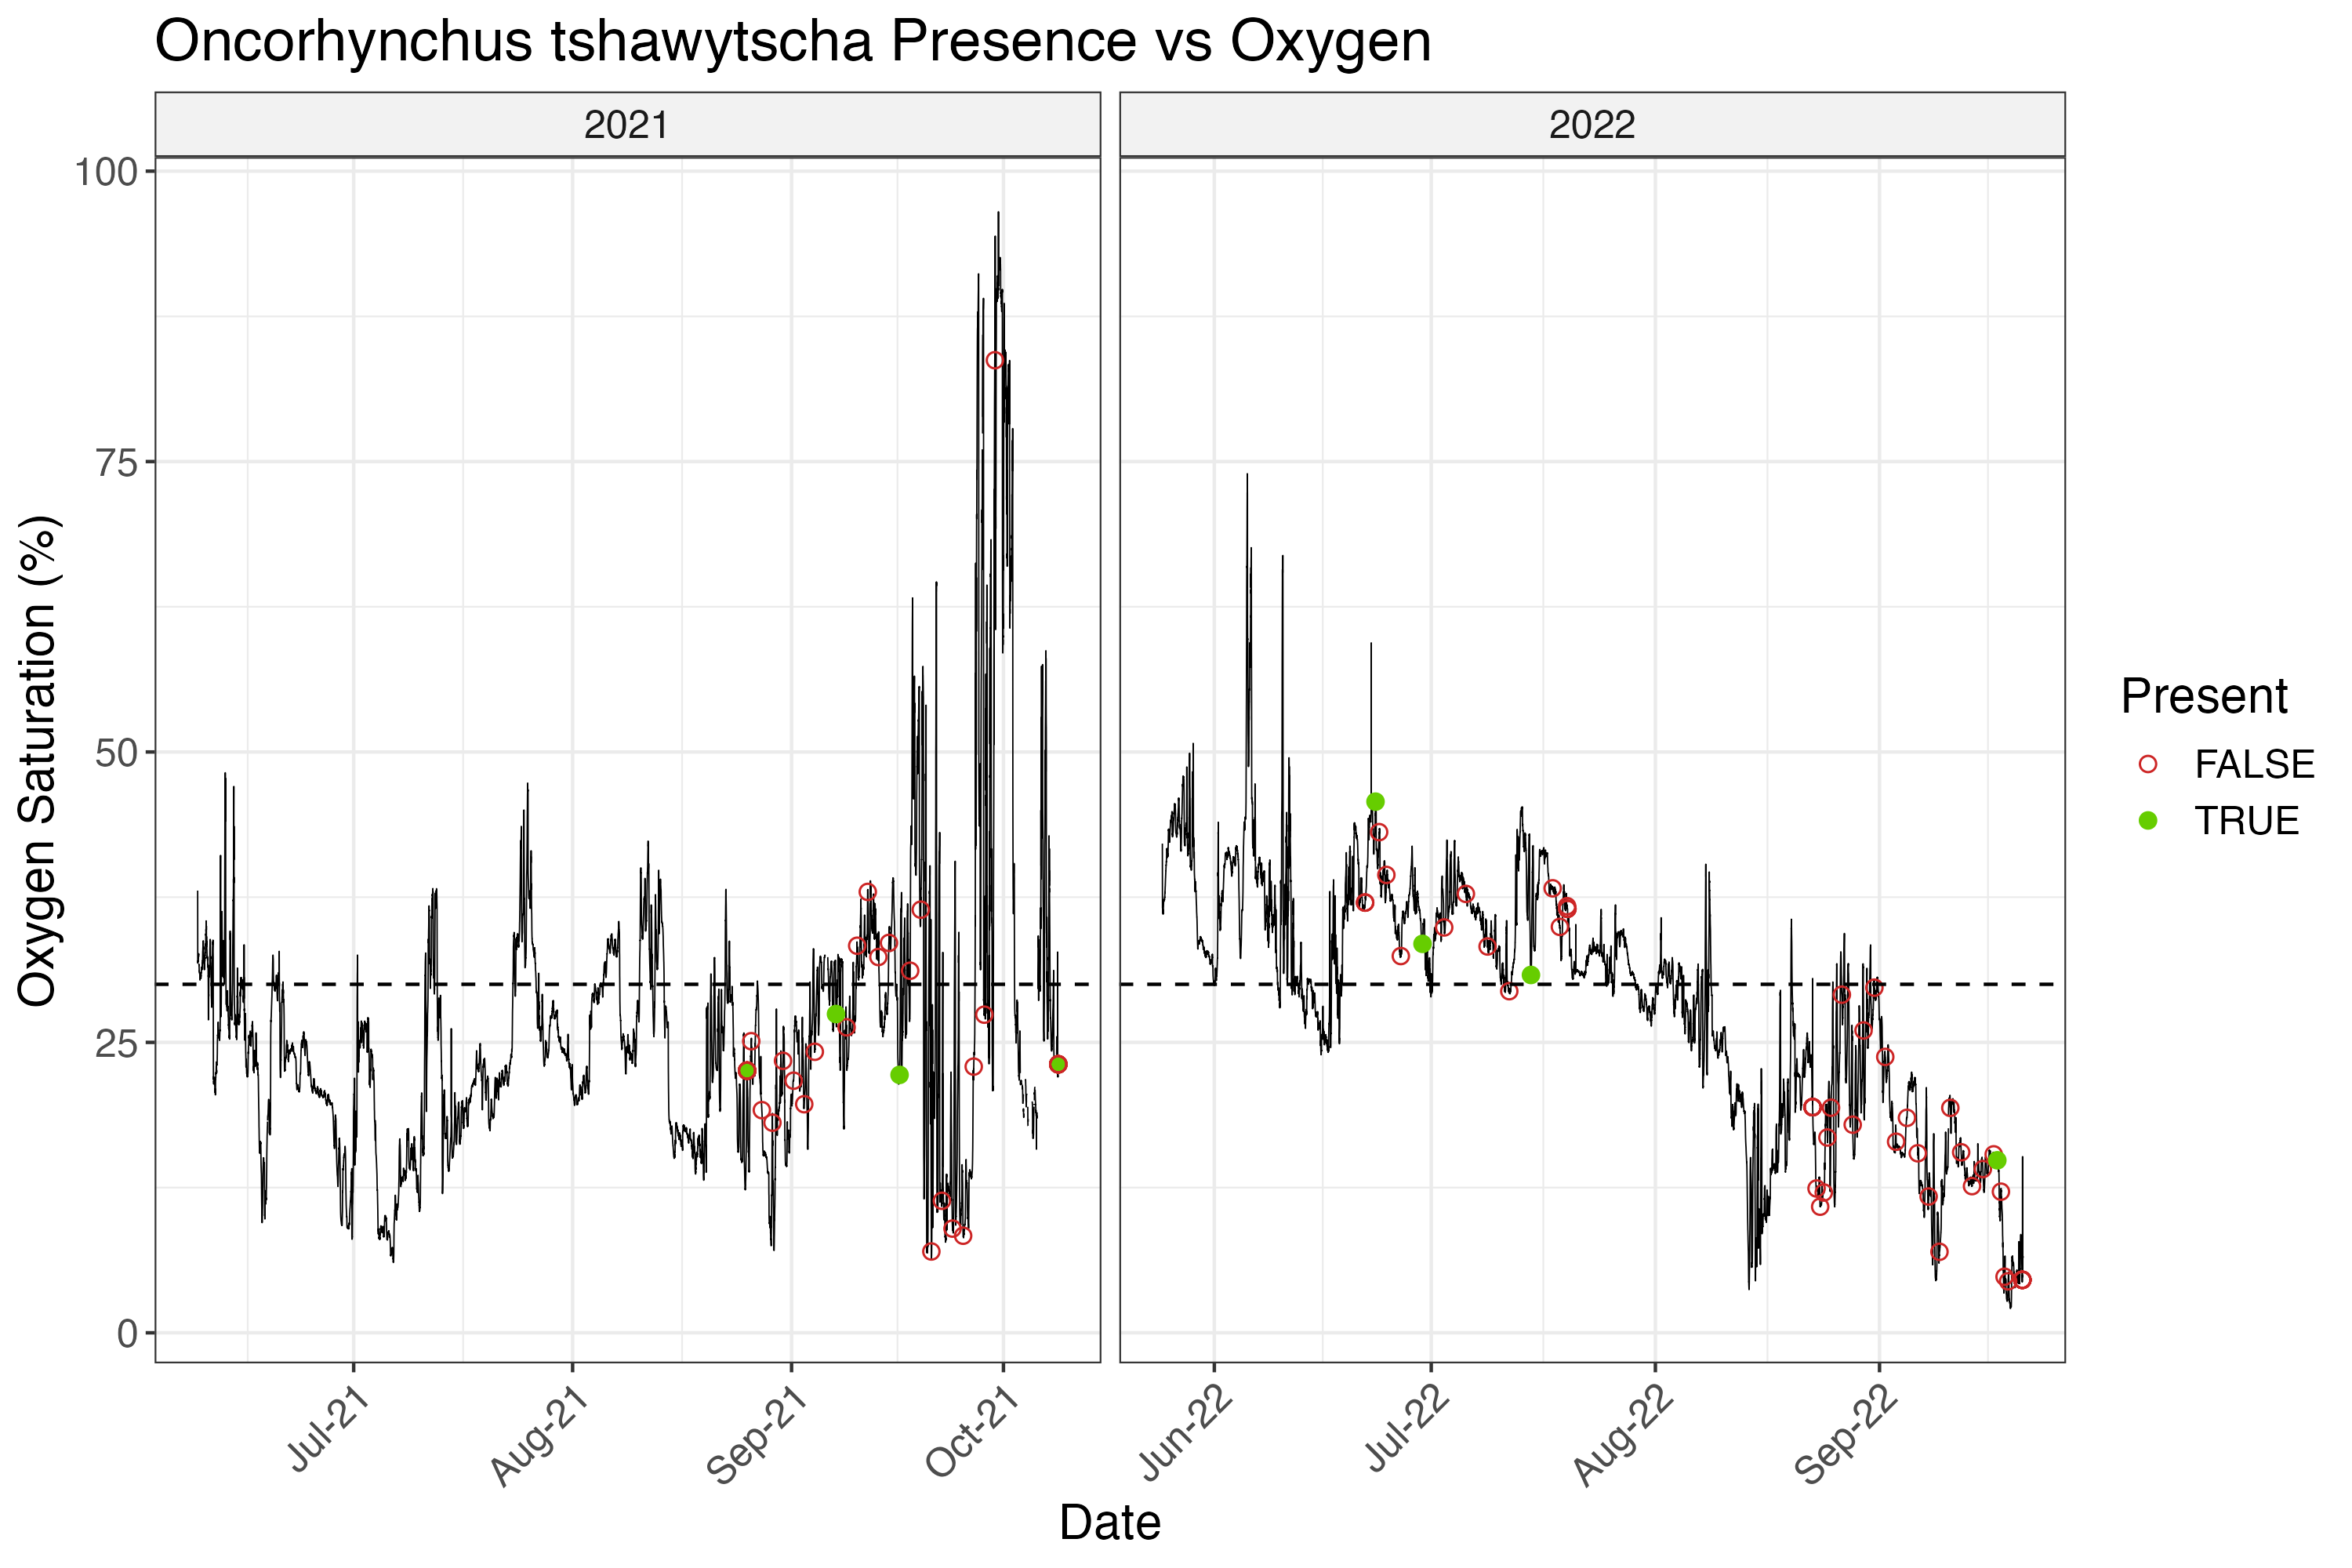 Oncorhynchus tshawytscha Presence vs Oxygen
2021
2022
100
75
50
25
0
Oxygen Saturation (%)
Jul-21
Aug-21
Sep-21
Oct-21
Jun-22
Jul-22
Aug-22
Sep-22
Date
Present
FALSE
TRUE